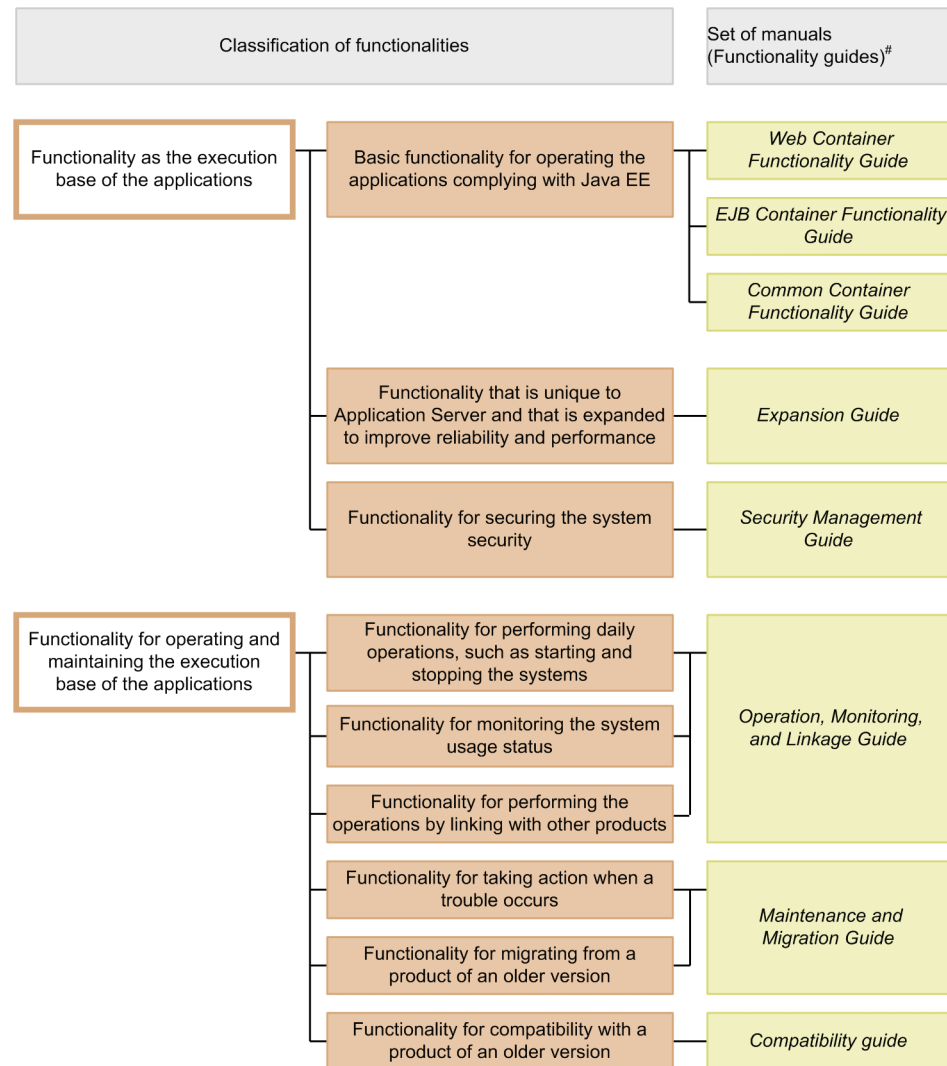 Classification of functionalities
Set of manuals
(Functionality guides)#
Functionality as the execution
base of the applications
Basic functionality for operating the
applications complying with Java EE
Web Container
Functionality Guide
EJB Container Functionality
Guide
Common Container
Functionality Guide
Functionality that is unique to
Application Server and that is expanded
to improve reliability and performance
Expansion Guide
Functionality for securing the system
security
Security Management
Guide
Functionality for operating and
maintaining the execution
base of the applications
Functionality for performing daily
operations, such as starting and
stopping the systems
Functionality for monitoring the system
usage status
Functionality for performing the
operations by linking with other products
Operation, Monitoring,
and Linkage Guide
Functionality for taking action when a
trouble occurs
Functionality for migrating from a
product of an older version
Maintenance and
Migration Guide
Functionality for compatibility with a
product of an older version
Compatibility guide